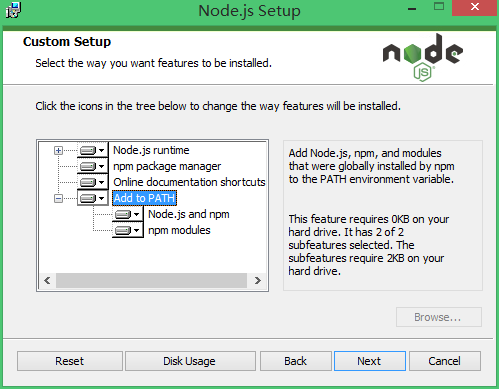 Node.js Setup
Custom Setup
Select the way you want features to be installed.
node
JS
Click the icons in the tree below to change the way features will be installed.
Node.js runtime
npm package manager
Online documentation shortcuts
Add to PATH
Node.js and npm
npm modules
Add Node.js, npm, and modules
that were globally installed by npm
to the PATH environment variable.
This feature requires 0KB on your
hard drive. It has 2 of 2
subfeatures selected. The
subfeatures require 2KB on your
hard drive.
Browse...
Reset
Disk Usage
Back
Next
Cancel